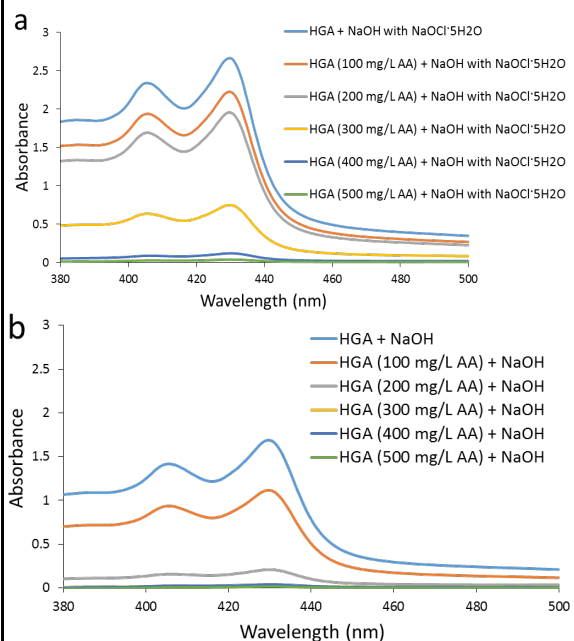 a
3
2.5
2
1.5
1
0.5
0
Absorbance
380 400 420 440 460 480 500
Wavelength (nm)
HGA + NaOH with NaOCl·5H2O
HGA (100 mg/L AA) + NaOH with NaOCl·5H2O
HGA (200 mg/L AA) + NaOH with NaOCl·5H2O
HGA (300 mg/L AA) + NaOH with NaOCl·5H2O
HGA (400 mg/L AA) + NaOH with NaOCl·5H2O
HGA (500 mg/L AA) + NaOH with NaOCl·5H2O
b
3
2.5
2
1.5
1
0.5
0
Absorbance
380 400 420 440 460 480 500
Wavelength (nm)
HGA + NaOH
HGA (100 mg/L AA) + NaOH
HGA (200 mg/L AA) + NaOH
HGA (300 mg/L AA) + NaOH
HGA (400 mg/L AA) + NaOH
HGA (500 mg/L AA) + NaOH